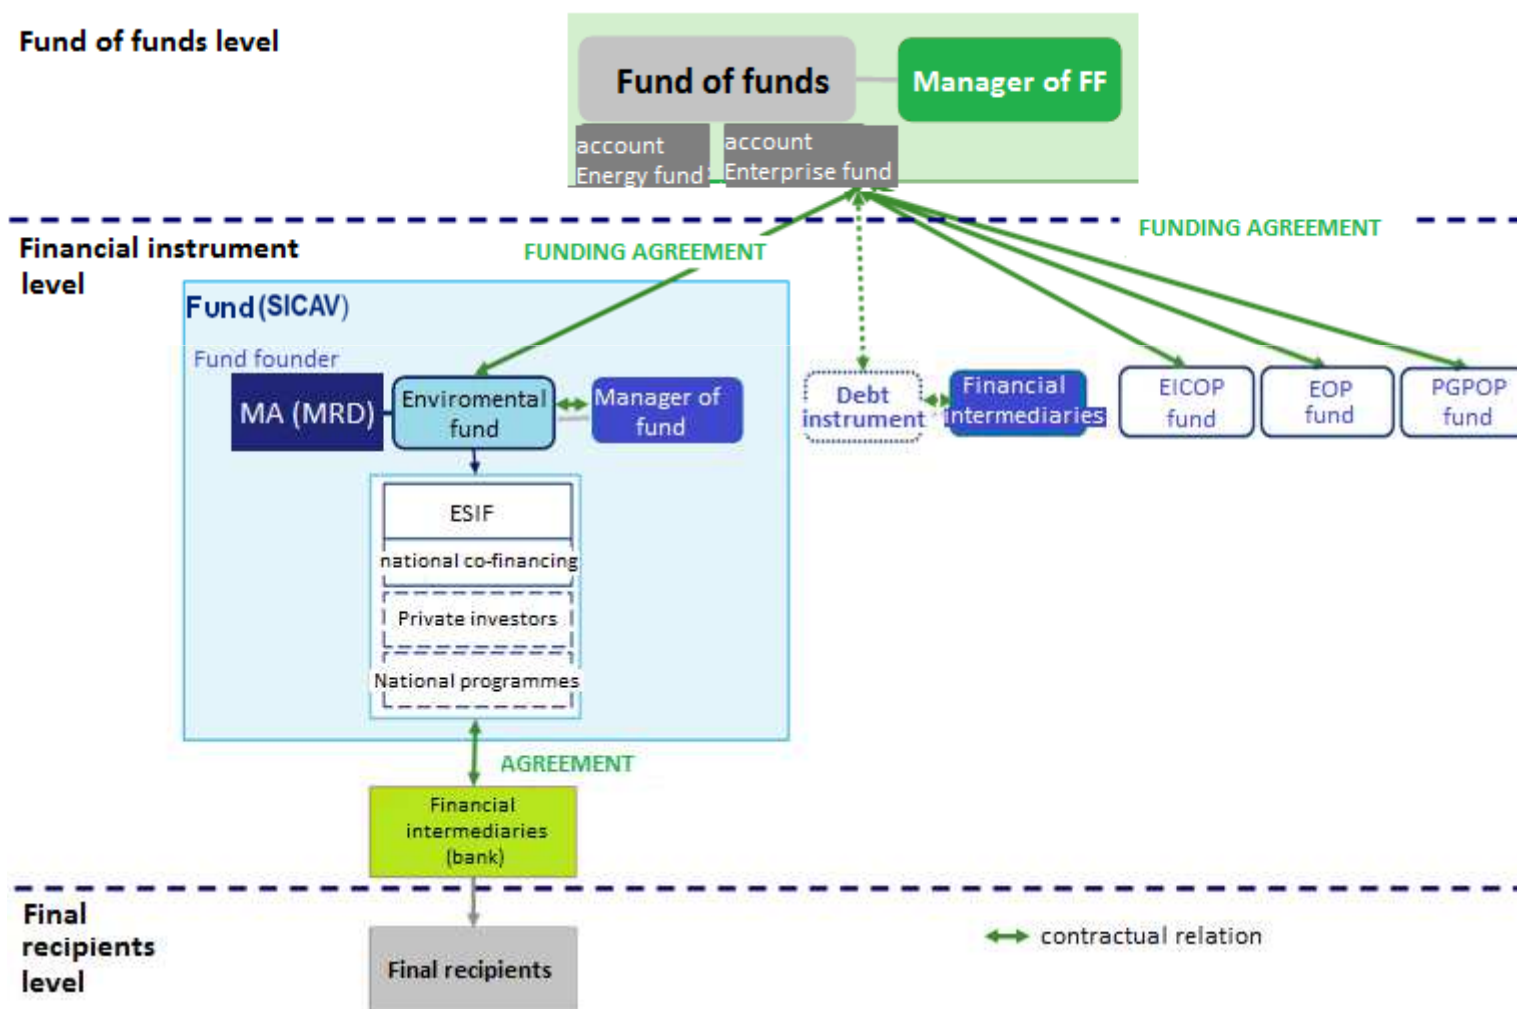 Fund of funds level
Fund of funds
Manager of FF
account
Energy fund
account
Enterprise fund
FUNDING AGREEMENT
FUNDING AGREEMENT
Financial instrument
level
Fund (SICAV)
Fund founder
MA (MRD)
Enviromental
fund
Manager of
fund
Debt
instrument
Financial
intermediaries
EICOP
fund
EOP
fund
PGPOP
fund
ESIF
national co-financing
Private investors
National programmes
AGREEMENT
Financial
intermediaries
(bank)
Final
recipients
level
Final recipients
contractual relation